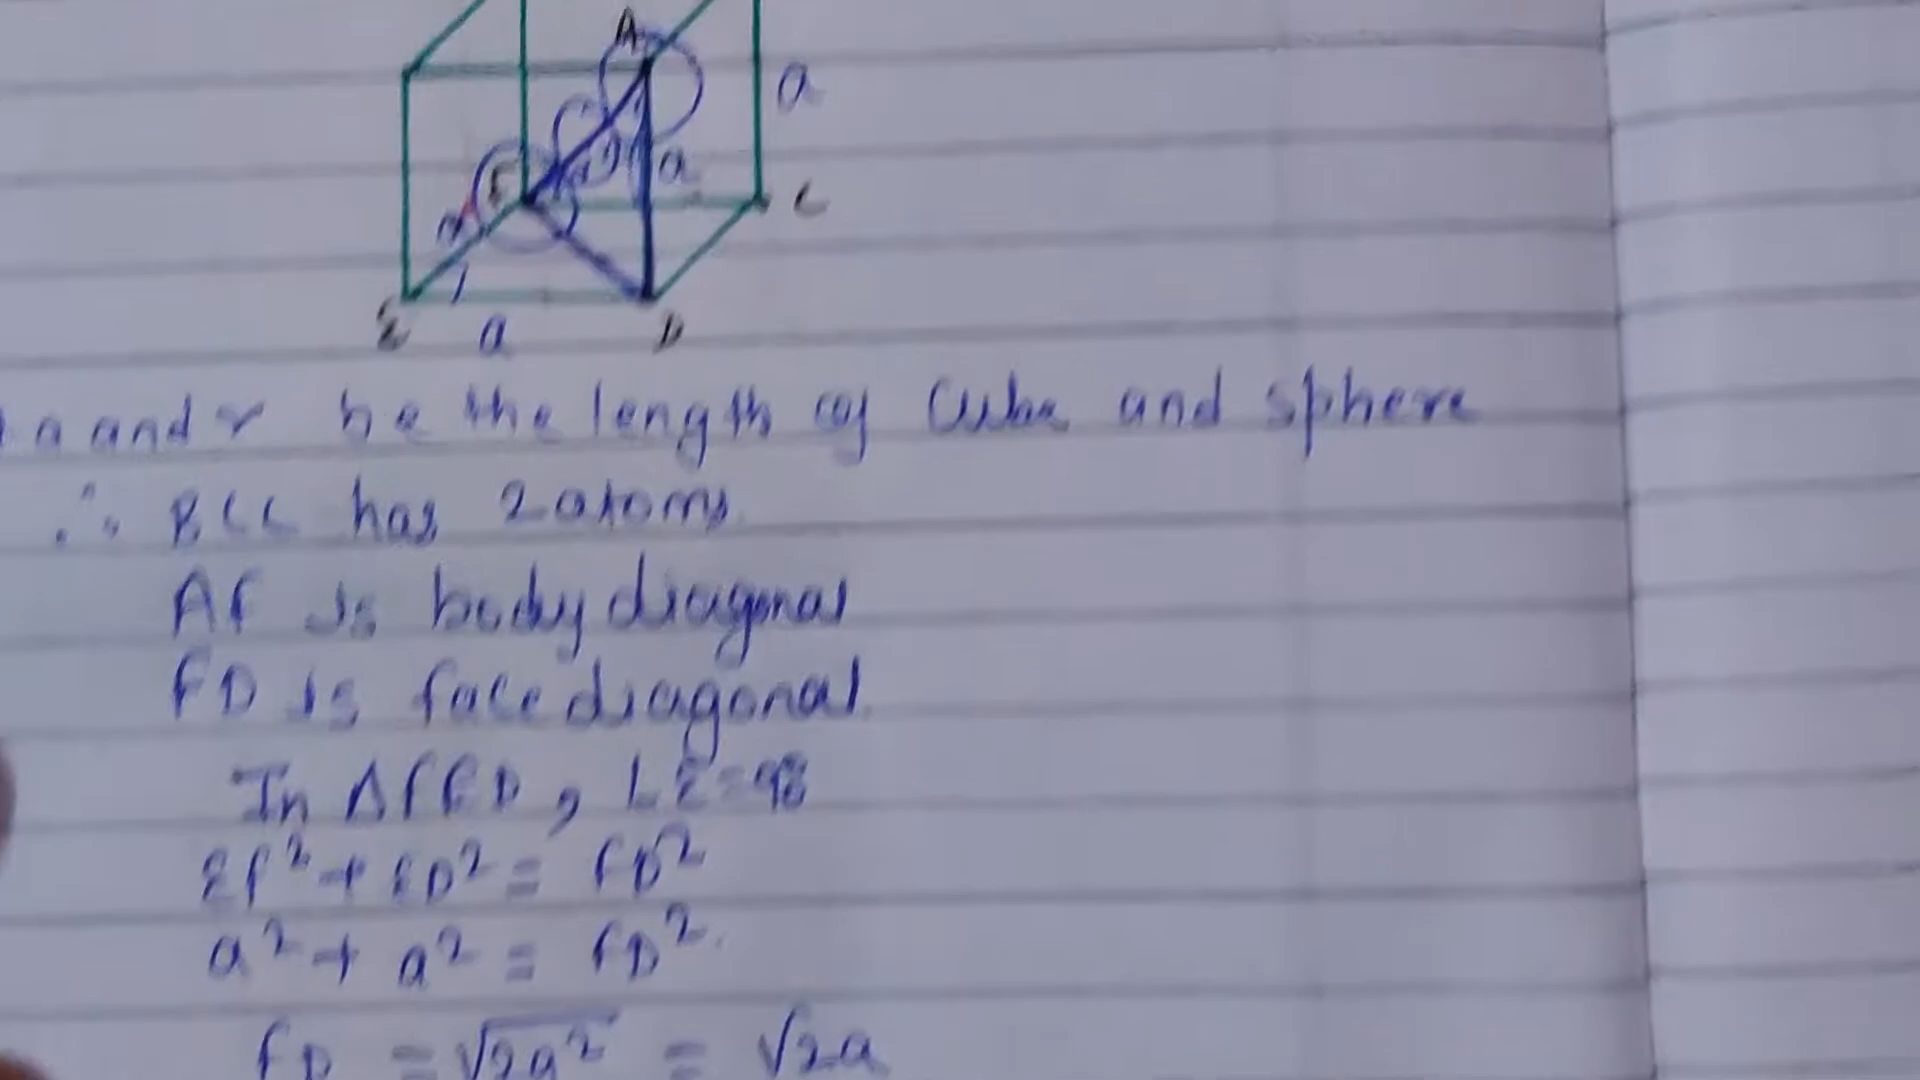 A
a
a
F
a
C
E
a
D
a and r be the length of Cube and sphere
∴ BCC has 2 atoms
AF is body diagonal
FD is face diagonal
In ΔFED, ∠E=90
EF² + ED² = FD²
a² + a² = FD².
FD = √2a² = √2a